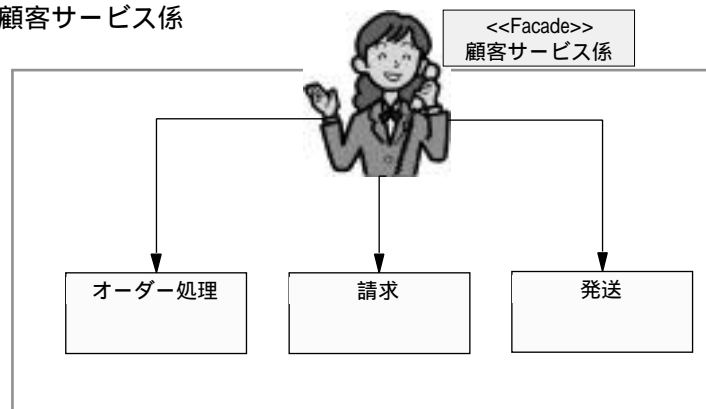 顧客サービス係
<<Facade>>
顧客サービス係
オーダー処理
請求
発送